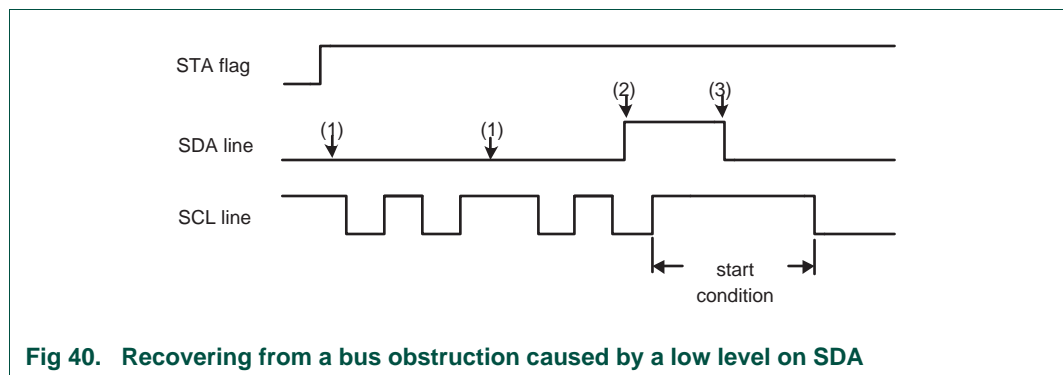 STA flag
(2) (3)
(1) (1)
SDA line
SCL line
start
condition
Fig 40. Recovering from a bus obstruction caused by a low level on SDA